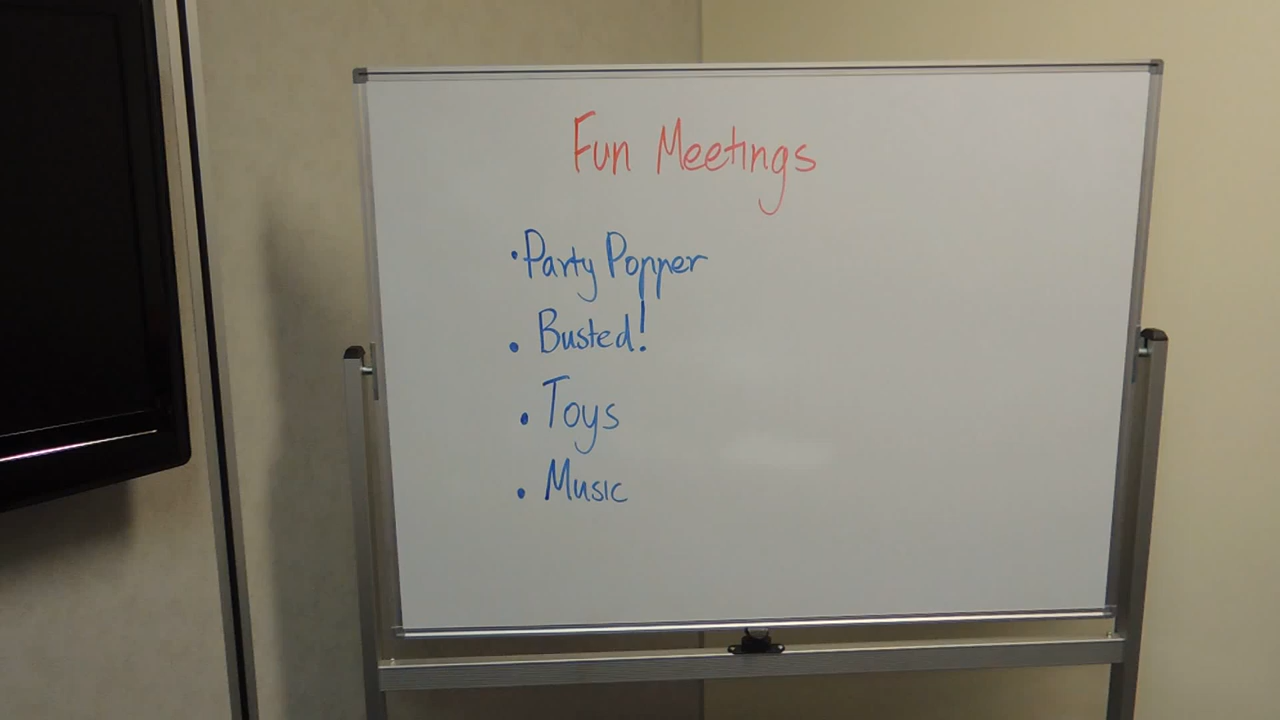 Fun Meetings
• Party Popper
• Busted!
• Toys
• Music